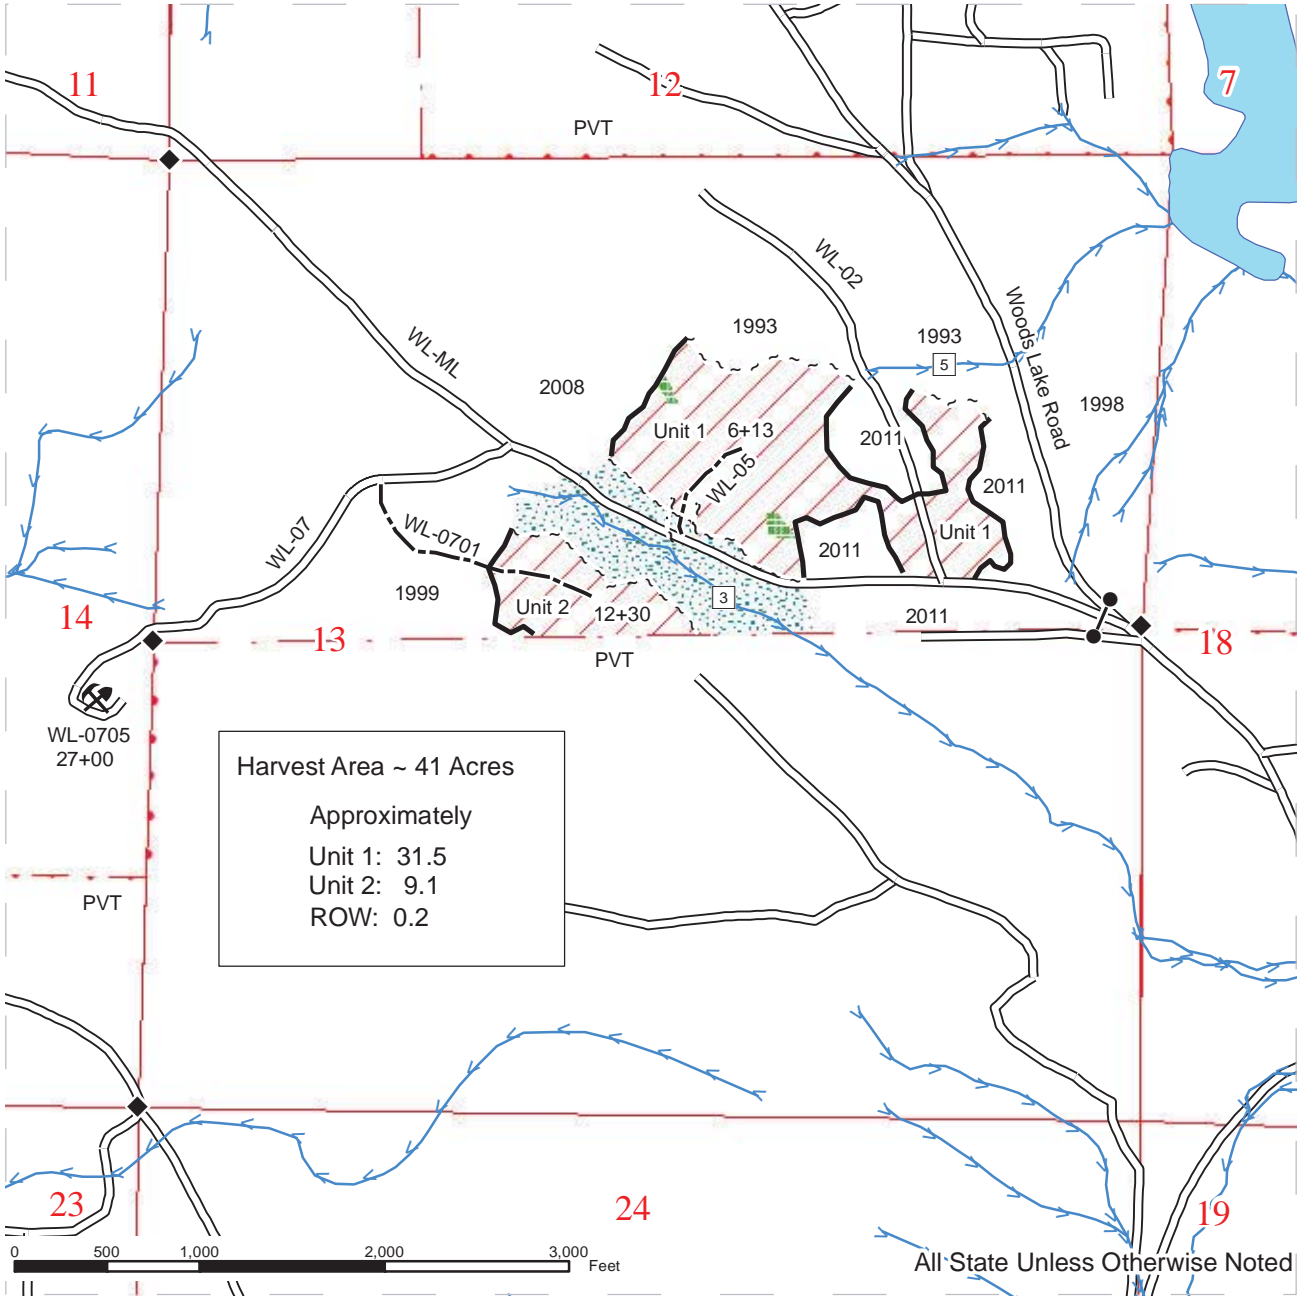 11
12
7
PVT
WL-02
Woods Lake Road
1993
1993
5
WL-ML
2008
1998
Unit 1
6+13
2011
WL-05
2011
WL-07
WL-0701
2011
Unit 1
1999
Unit 2
12+30
3
2011
14
13
18
PVT
WL-0705
27+00
Harvest Area ~ 41 Acres
Approximately
Unit 1: 31.5
Unit 2: 9.1
ROW: 0.2
PVT
23
24
19
0 500 1,000 2,000 3,000
Feet
All State Unless Otherwise Noted